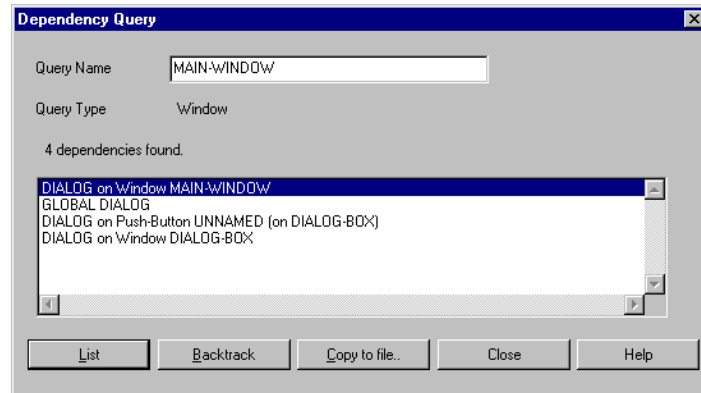 Dependency Query
Query Name MAIN-WINDOW
Query Type Window
4 dependencies found.
DIALOG on Window MAIN-WINDOW
GLOBAL DIALOG
DIALOG on Push-Button UNNAMED (on DIALOG-BOX)
DIALOG on Window DIALOG-BOX
List Backtrack Copy to file.. Close Help